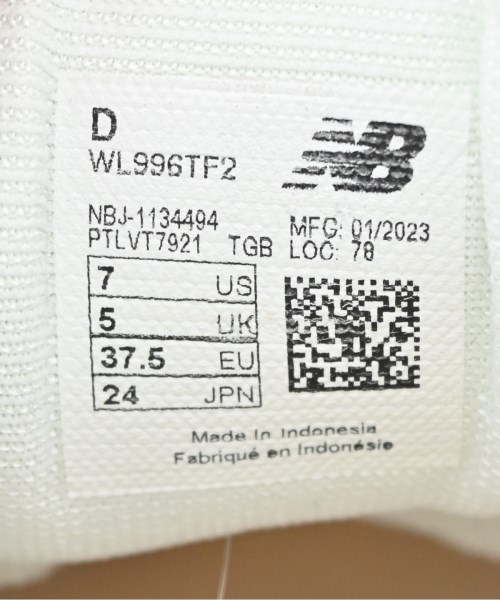 D
WL996TF2
NB
NBJ-1134494
PTLVT7921 TGB
MFG: 01/2023
LOC: 78
7 US
5 UK
37.5 EU
24 JPN
Made In Indonesia
Fabriqué en Indonésie